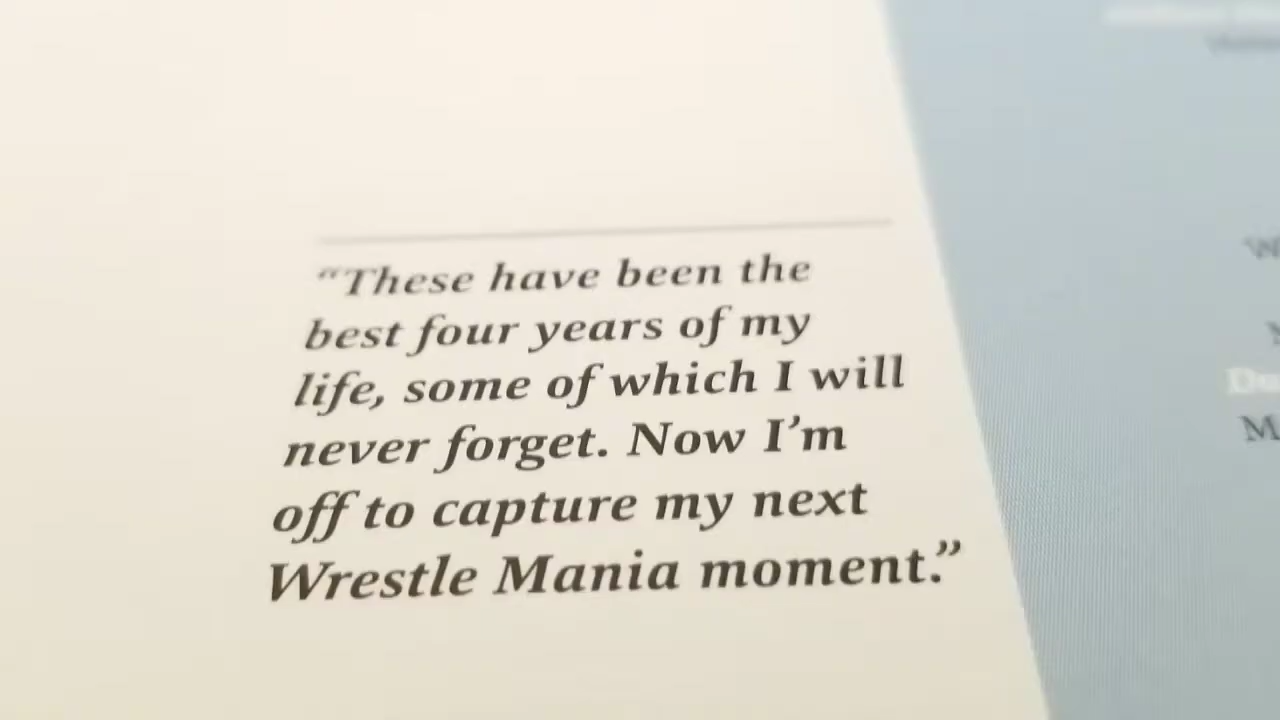 “These have been the
best four years of my
life, some of which I will
never forget. Now I’m
off to capture my next
Wrestle Mania moment.”